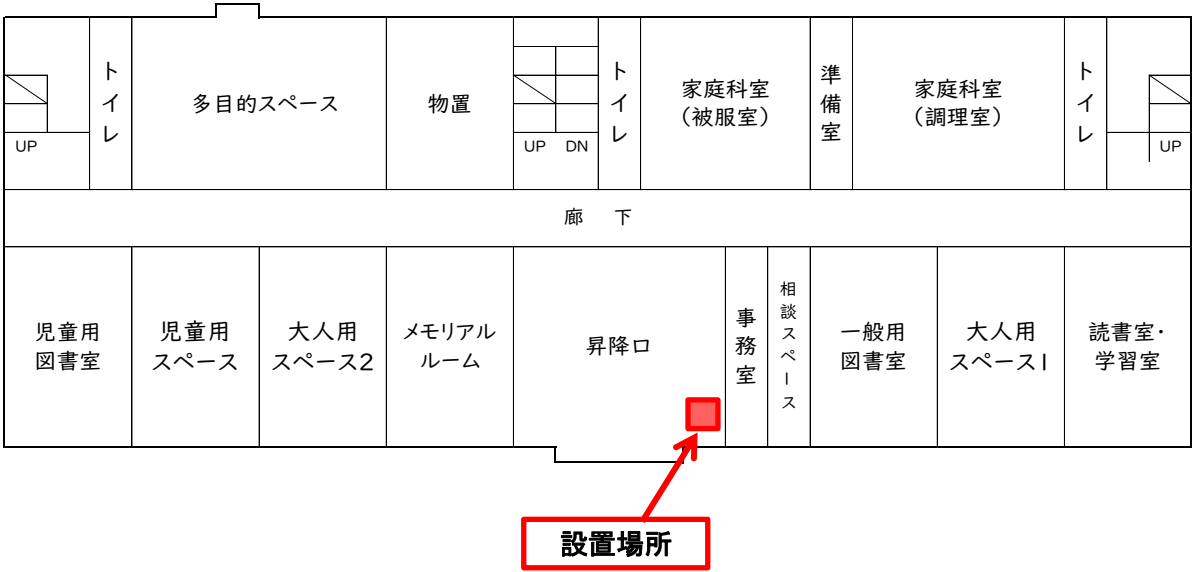 トイレ
多目的スペース
物置
トイレ
家庭科室
(被服室)
準備室
家庭科室
(調理室)
トイレ
UP
UP DN
UP
廊 下
児童用
図書室
児童用
スペース
大人用
スペース2
メモリアル
ルーム
昇降口
事務室
相談スペース
一般用
図書室
大人用
スペース1
読書室・
学習室
設置場所